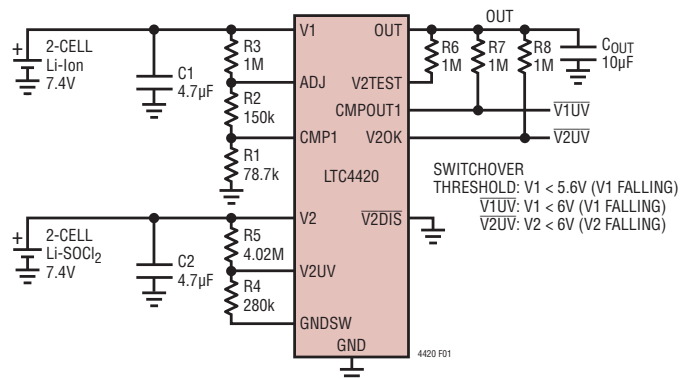 OUT
V1
OUT
+
2-CELL
Li-Ion
7.4V
C1
4.7µF
R3
1M
R2
150k
R1
78.7k
ADJ
CMP1
V2TEST
CMPOUT1
V2OK
R6
1M
R7
1M
R8
1M
COUT
10µF
V1UV
V2UV
LTC4420
SWITCHOVER
THRESHOLD: V1 < 5.6V (V1 FALLING)
V1UV: V1 < 6V (V1 FALLING)
V2UV: V2 < 6V (V2 FALLING)
+
2-CELL
Li-SOCl2
7.4V
C2
4.7µF
V2
V2DIS
R5
4.02M
V2UV
R4
280k
GNDSW
GND
4420 F01